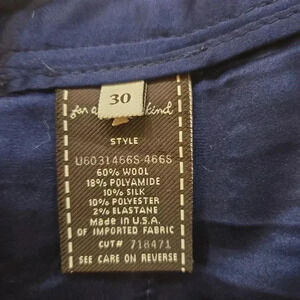 30
for a kind
STYLE
U6031466S-466S
60% WOOL
18% POLYAMIDE
10% SILK
10% POLYESTER
2% ELASTANE
Made in U.S.A.
OF IMPORTED FABRIC
CUT# 718471
SEE CARE ON REVERSE